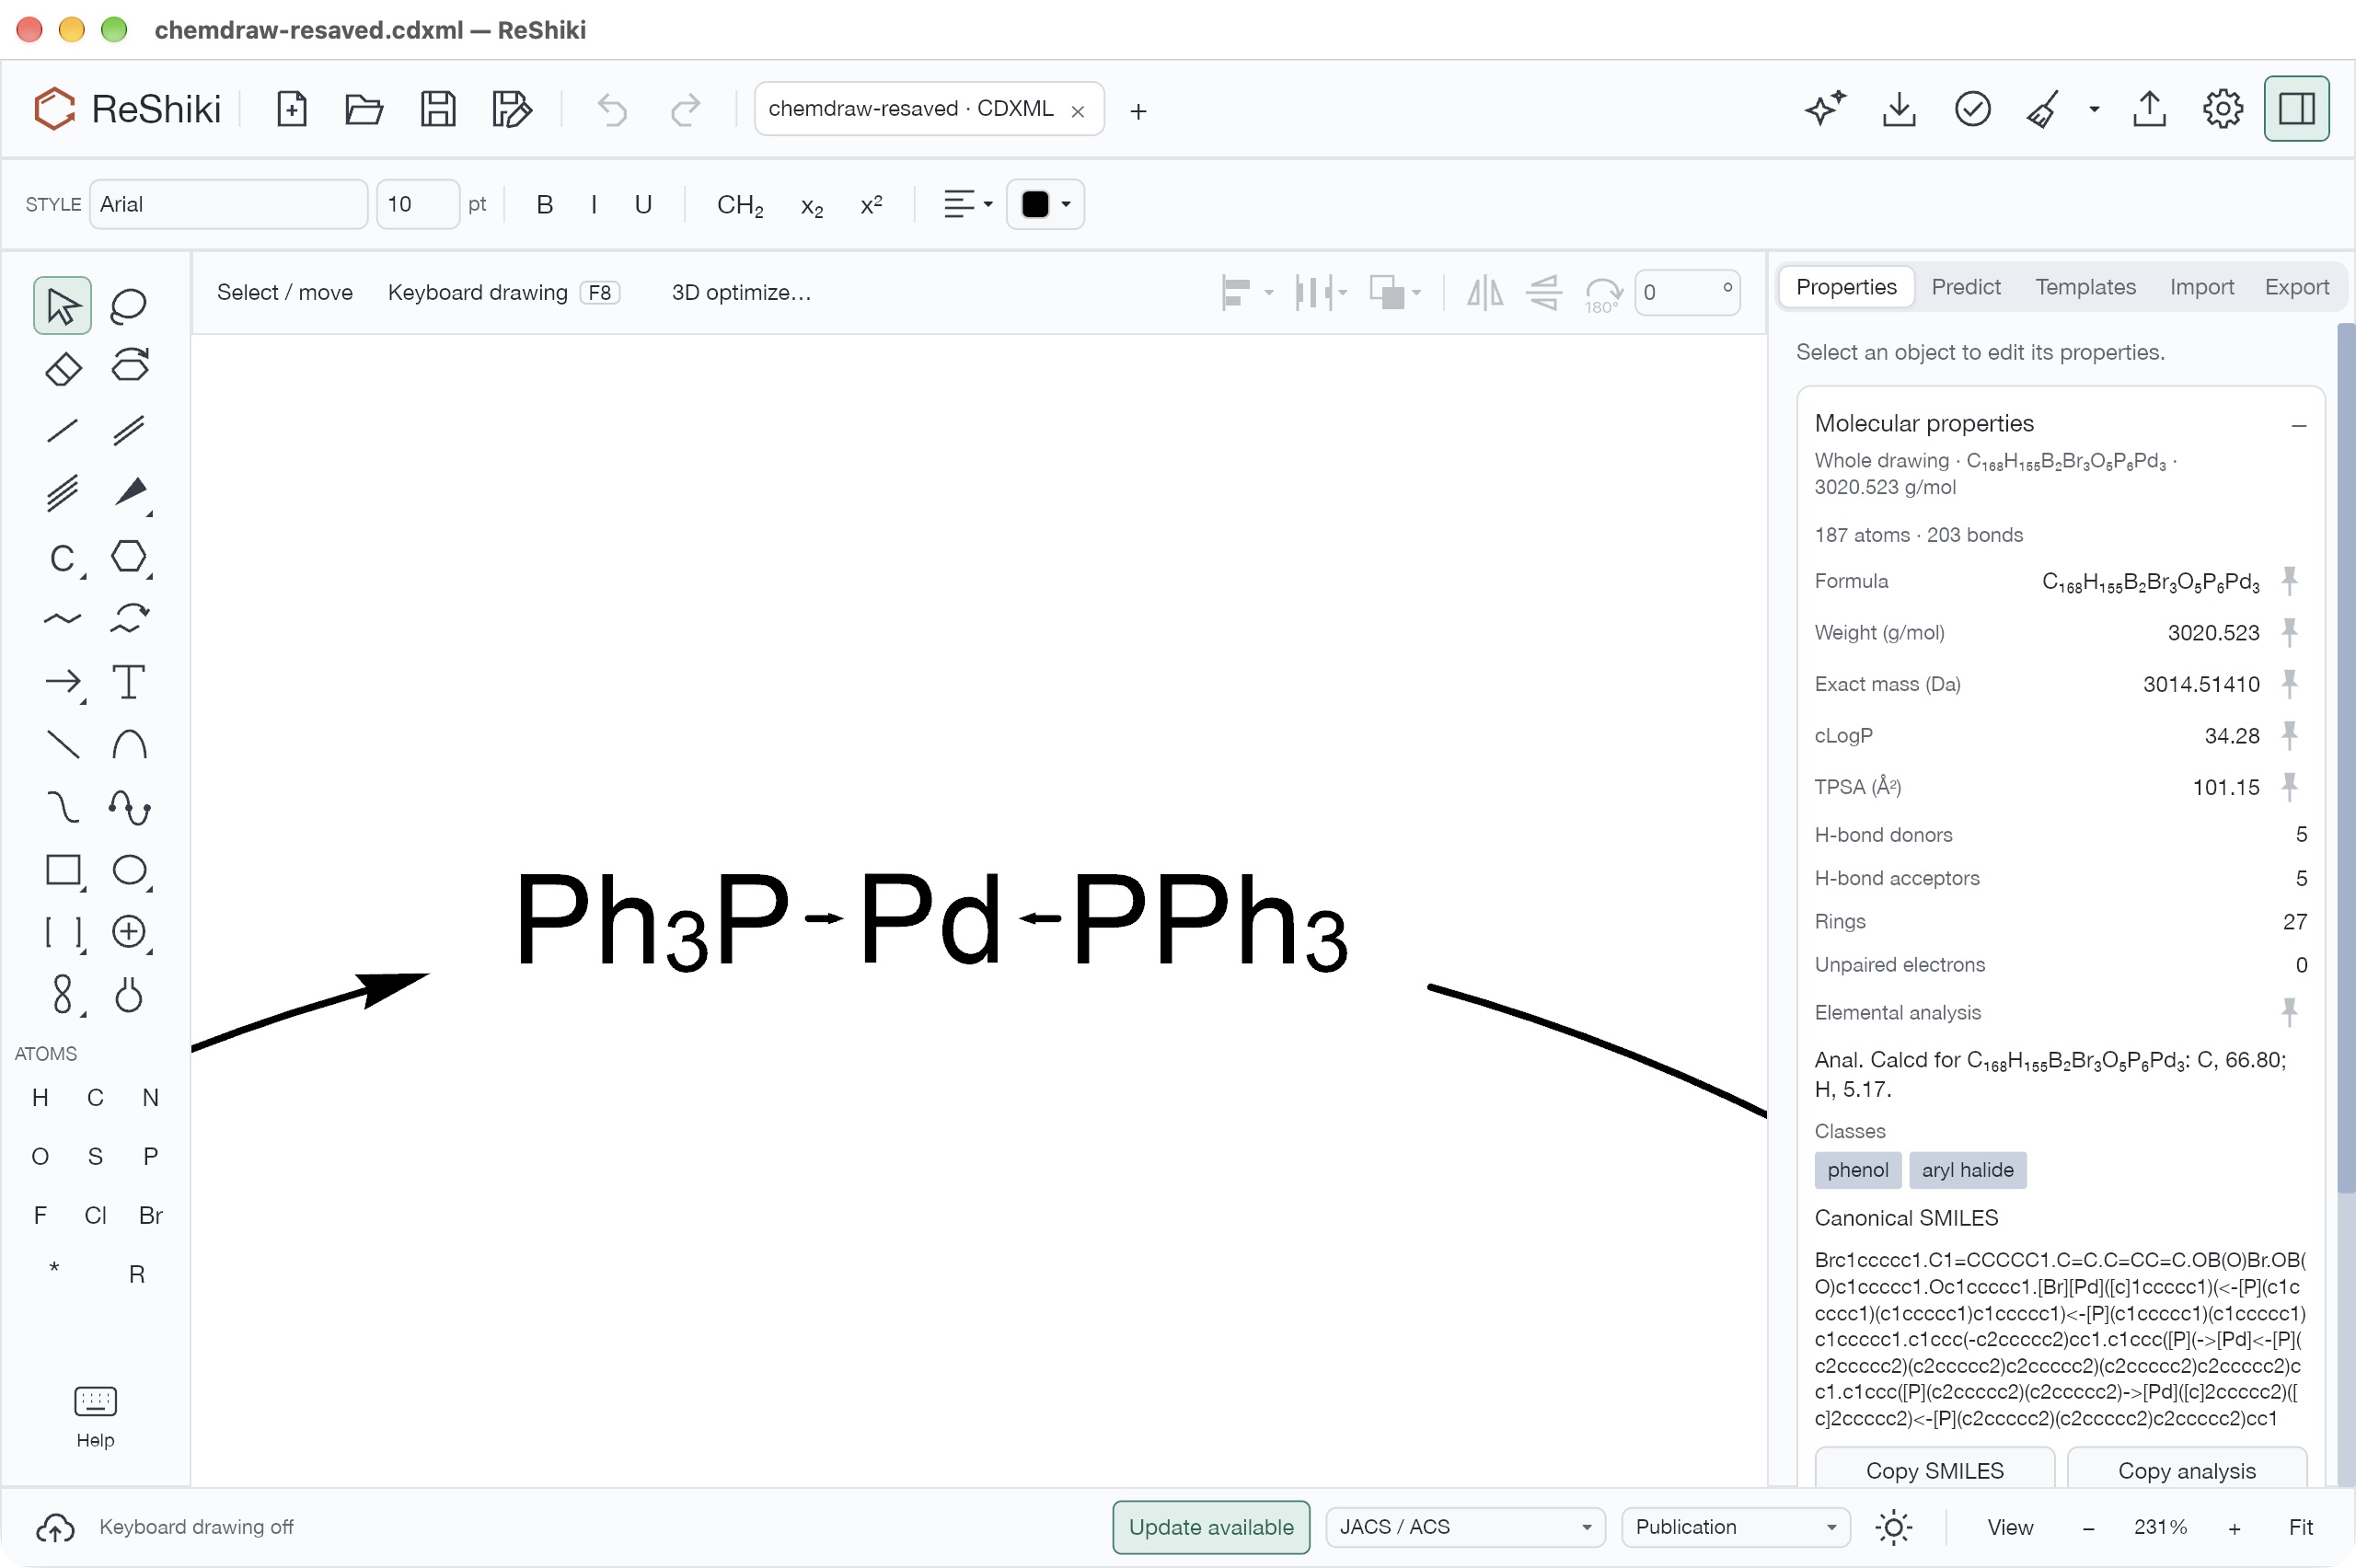 chemdraw-resaved.cdxml — ReShiki
ReShiki
chemdraw-resaved · CDXML × +
STYLE Arial 10 pt B I U CH₂ x₂ x²
Select / move Keyboard drawing F8 3D optimize...
180° 0 °
Properties Predict Templates Import Export
Select an object to edit its properties.
Molecular properties –
Whole drawing · C₁₆₈H₁₅₅B₂Br₃O₅P₆Pd₃ ·
3020.523 g/mol
187 atoms · 203 bonds
Formula C₁₆₈H₁₅₅B₂Br₃O₅P₆Pd₃
Weight (g/mol) 3020.523
Exact mass (Da) 3014.51410
cLogP 34.28
TPSA (Å²) 101.15
H-bond donors 5
H-bond acceptors 5
Rings 27
Unpaired electrons 0
Elemental analysis
Anal. Calcd for C₁₆₈H₁₅₅B₂Br₃O₅P₆Pd₃: C, 66.80;
H, 5.17.
Classes
phenol aryl halide
Canonical SMILES
Brc1ccccc1.C1=CCCCC1.C=C.C=CC=C.OB(O)Br.OB(
O)c1ccccc1.Oc1ccccc1.[Br][Pd]([c]1ccccc1)(<-[P](c1c
cccc1)(c1ccccc1)c1ccccc1)<-[P](c1ccccc1)(c1ccccc1)
c1ccccc1.c1ccc(-c2ccccc2)cc1.c1ccc([P](->[Pd]<-[P](
c2ccccc2)(c2ccccc2)c2ccccc2)(c2ccccc2)c2ccccc2)c
c1.c1ccc([P](c2ccccc2)(c2ccccc2)->[Pd]([c]2ccccc2)([
c]2ccccc2)<-[P](c2ccccc2)(c2ccccc2)c2ccccc2)cc1
Copy SMILES Copy analysis
Ph₃P→Pd←PPh₃
C
T
ATOMS
H C N
O S P
F Cl Br
* R
Help
Keyboard drawing off Update available JACS / ACS Publication View – 231% + Fit